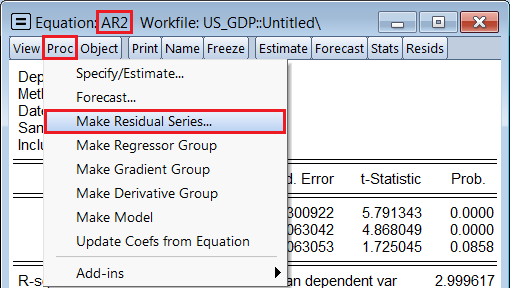 Equation: AR2 Workfile: US_GDP::Untitled\
View Proc Object Print Name Freeze Estimate Forecast Stats Resids
Dep
Specify/Estimate...
Met
Forecast...
Date
Make Residual Series...
San
Inclu
Make Regressor Group
Make Gradient Group
d. Error t-Statistic Prob.
Make Derivative Group
300922 5.791343 0.0000
Make Model
063042 4.868049 0.0000
Update Coefs from Equation
063053 1.725045 0.0858
Add-ins
R-sq an dependent var 2.999617